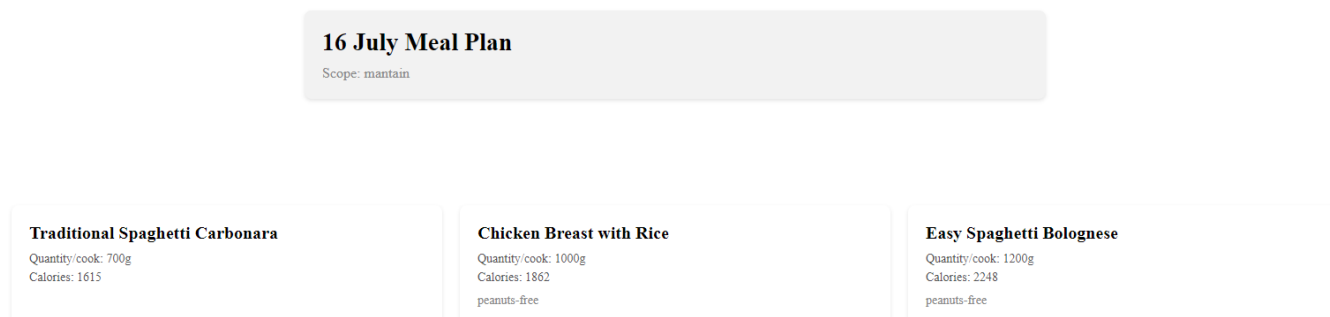 16 July Meal Plan
Scope: mantain
Traditional Spaghetti Carbonara
Quantity/cook: 700g
Calories: 1615
Chicken Breast with Rice
Quantity/cook: 1000g
Calories: 1862
peanuts-free
Easy Spaghetti Bolognese
Quantity/cook: 1200g
Calories: 2248
peanuts-free